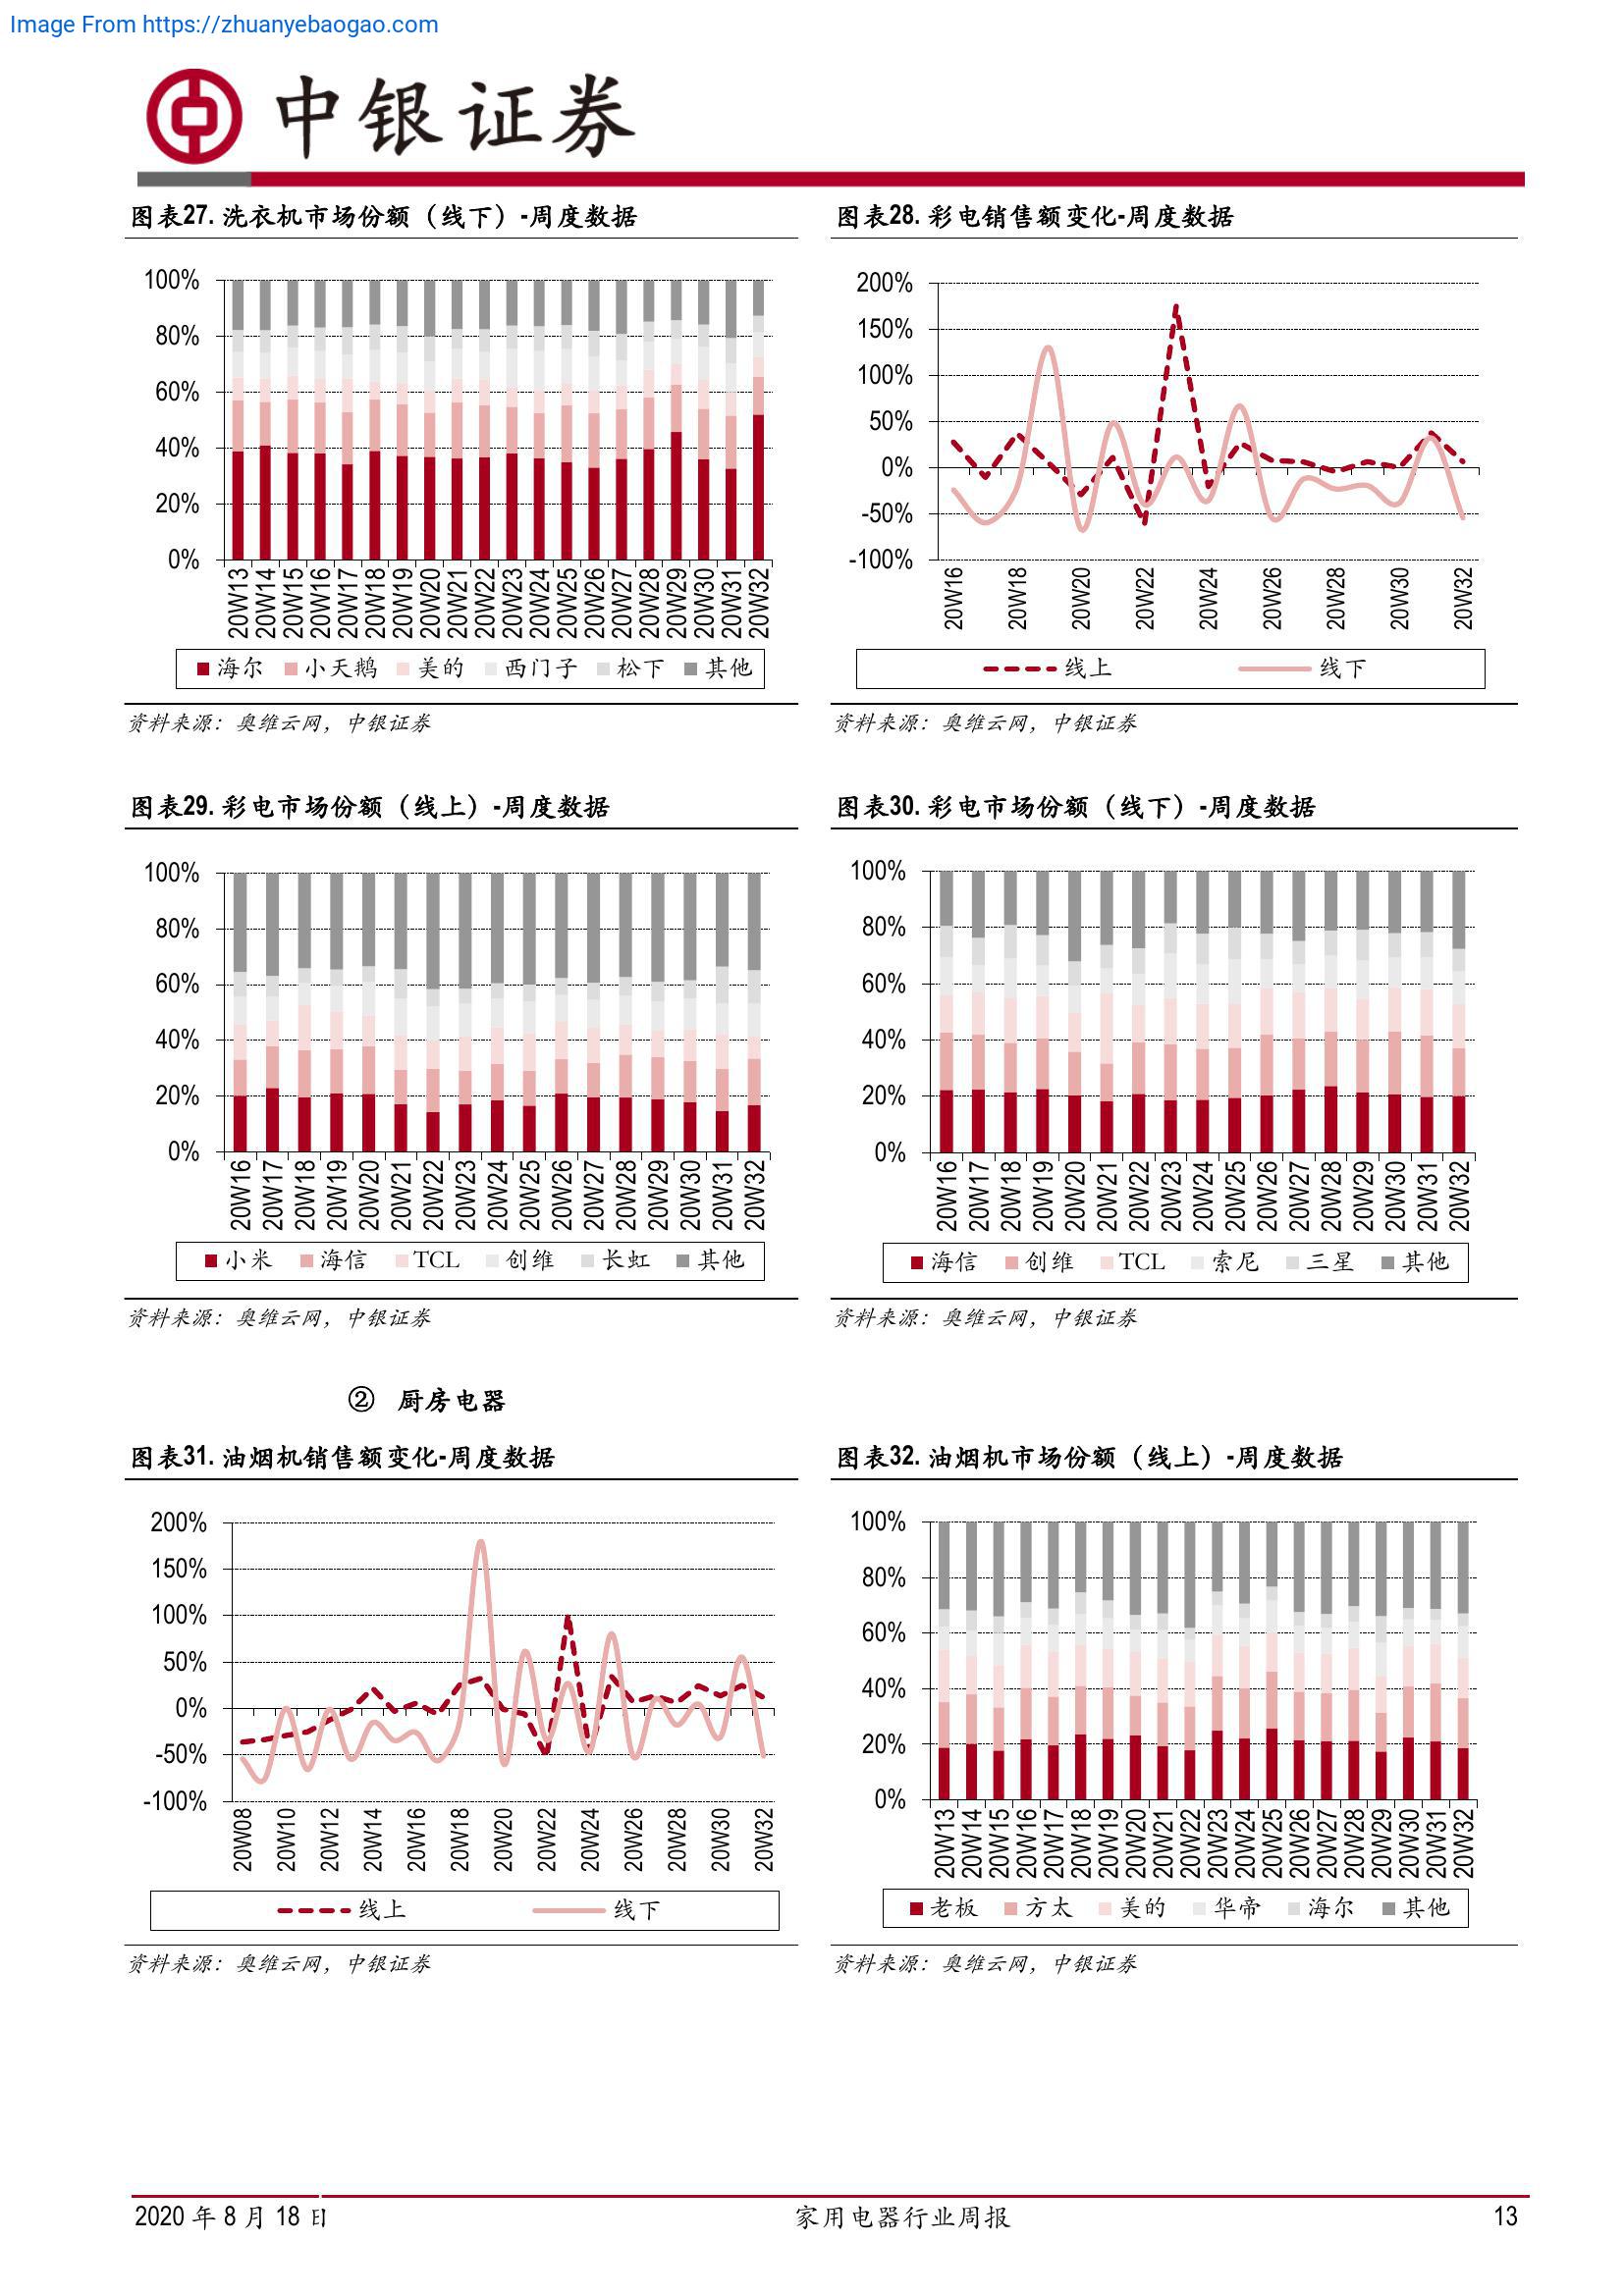 Image From https://zhuanyebaogao.com
中银证券
图表27. 洗衣机市场份额（线下）-周度数据
100%
80%
60%
40%
20%
0%
20W13 20W14 20W15 20W16 20W17 20W18 20W19 20W20 20W21 20W22 20W23 20W24 20W25 20W26 20W27 20W28 20W29 20W30 20W31 20W32
海尔 小天鹅 美的 西门子 松下 其他
资料来源：奥维云网，中银证券
图表28. 彩电销售额变化-周度数据
200%
150%
100%
50%
0%
-50%
-100%
20W16 20W18 20W20 20W22 20W24 20W26 20W28 20W30 20W32
线上 线下
资料来源：奥维云网，中银证券
图表29. 彩电市场份额（线上）-周度数据
100%
80%
60%
40%
20%
0%
20W16 20W17 20W18 20W19 20W20 20W21 20W22 20W23 20W24 20W25 20W26 20W27 20W28 20W29 20W30 20W31 20W32
小米 海信 TCL 创维 长虹 其他
资料来源：奥维云网，中银证券
图表30. 彩电市场份额（线下）-周度数据
100%
80%
60%
40%
20%
0%
20W16 20W17 20W18 20W19 20W20 20W21 20W22 20W23 20W24 20W25 20W26 20W27 20W28 20W29 20W30 20W31 20W32
海信 创维 TCL 索尼 三星 其他
资料来源：奥维云网，中银证券
② 厨房电器
图表31. 油烟机销售额变化-周度数据
200%
150%
100%
50%
0%
-50%
-100%
20W08 20W10 20W12 20W14 20W16 20W18 20W20 20W22 20W24 20W26 20W28 20W30 20W32
线上 线下
资料来源：奥维云网，中银证券
图表32. 油烟机市场份额（线上）-周度数据
100%
80%
60%
40%
20%
0%
20W13 20W14 20W15 20W16 20W17 20W18 20W19 20W20 20W21 20W22 20W23 20W24 20W25 20W26 20W27 20W28 20W29 20W30 20W31 20W32
老板 方太 美的 华帝 海尔 其他
资料来源：奥维云网，中银证券
2020 年 8 月 18 日 家用电器行业周报 13